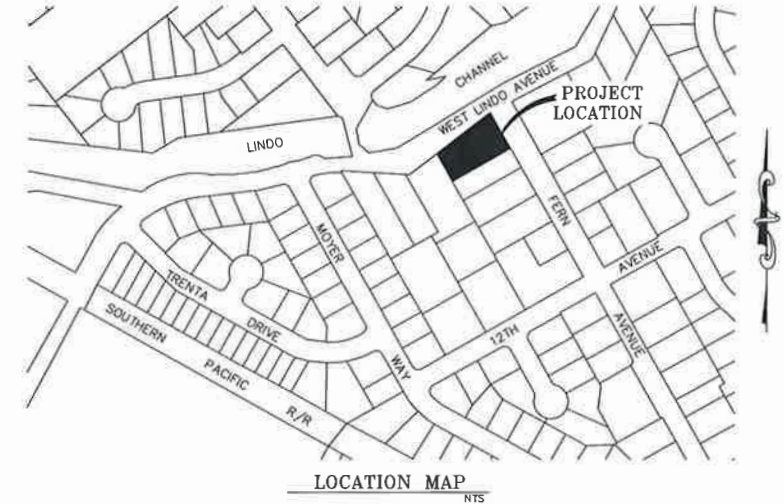 CHANNEL
WEST LINDO AVENUE
PROJECT
LOCATION
LINDO
MOYER
FERN
AVENUE
TRENTA
DRIVE
12TH
AVENUE
SOUTHERN
PACIFIC
R/R
WAY
LOCATION MAP
NTS